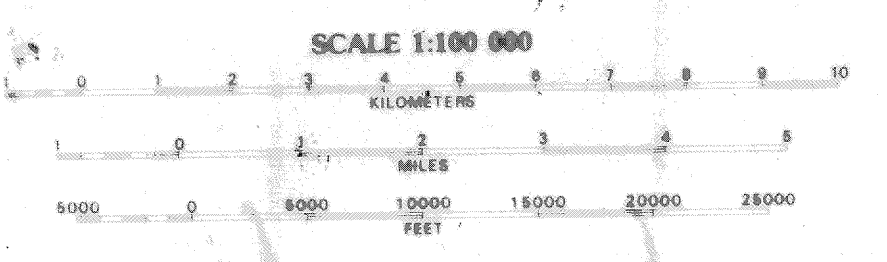 SCALE 1:100 000
1 0 1 2 3 4 5 6 7 8 9 10
KILOMETERS
1 0 1 2 3 4 5
MILES
5000 0 5000 10000 15000 20000 25000
FEET